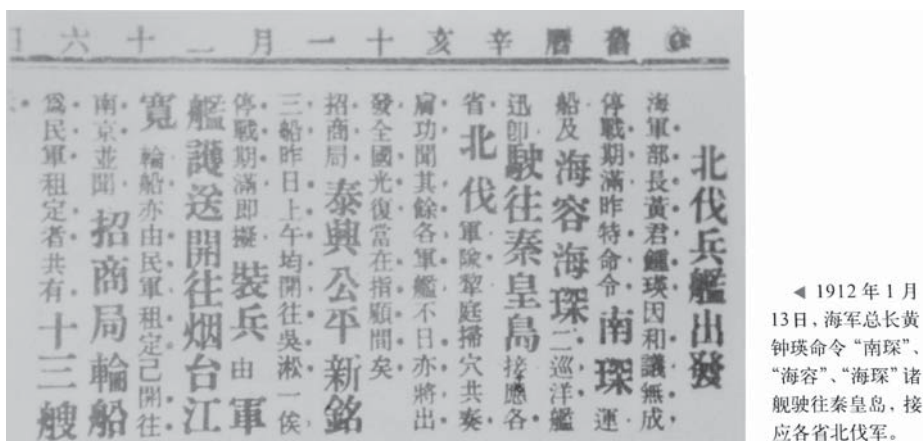 舊曆辛亥十一月二十六日
北伐兵艦出發
海軍部長黃君鍾瑛因和議無成,
停戰期滿昨特命令南琛運
船及海容海琛二巡洋艦
迅卽駛往秦皇島接應各
省北伐軍隊犂庭掃穴共奏
膚功聞其餘各軍艦不日亦將出
發全國光復當在指顧間矣
招商局泰興公平新銘
三船昨日上午均開往吳淞一俟
停戰期滿卽擬裝兵由軍
艦護送開往烟台江
寬輪船亦由民軍租定己開往
南京並聞招商局輪船
爲民軍租定者共有十三艘
◀ 1912年1月
13日,海军总长黄
钟瑛命令“南琛”、
“海容”、“海琛”诸
舰驶往秦皇岛,接
应各省北伐军。